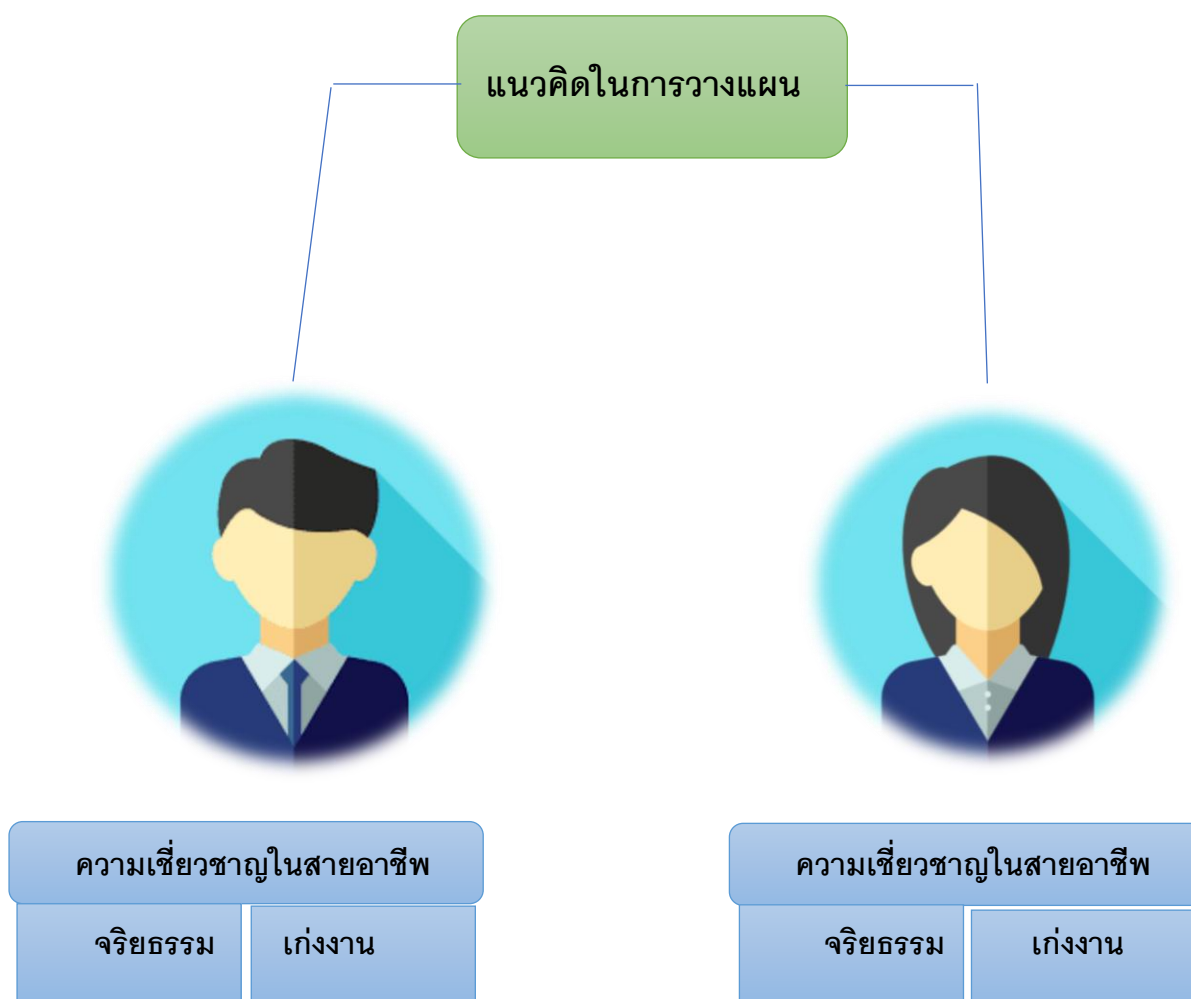 แนวคิดในการวางแผน
ความเชี่ยวชาญในสายอาชีพ
จริยธรรม
เก่งงาน
ความเชี่ยวชาญในสายอาชีพ
จริยธรรม
เก่งงาน